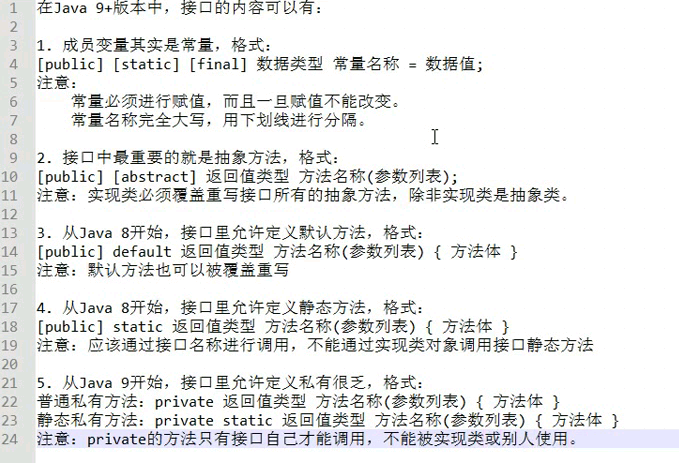 1 在Java 9+版本中，接口的内容可以有：
2
3 1. 成员变量其实是常量，格式：
4 [public] [static] [final] 数据类型 常量名称 = 数据值;
5 注意：
6 常量必须进行赋值，而且一旦赋值不能改变。
7 常量名称完全大写，用下划线进行分隔。
8
9 2. 接口中最重要的就是抽象方法，格式：
10 [public] [abstract] 返回值类型 方法名称(参数列表);
11 注意：实现类必须覆盖重写接口所有的抽象方法，除非实现类是抽象类。
12
13 3. 从Java 8开始，接口里允许定义默认方法，格式：
14 [public] default 返回值类型 方法名称(参数列表) { 方法体 }
15 注意：默认方法也可以被覆盖重写
16
17 4. 从Java 8开始，接口里允许定义静态方法，格式：
18 [public] static 返回值类型 方法名称(参数列表) { 方法体 }
19 注意：应该通过接口名称进行调用，不能通过实现类对象调用接口静态方法
20
21 5. 从Java 9开始，接口里允许定义私有很乏，格式：
22 普通私有方法：private 返回值类型 方法名称(参数列表) { 方法体 }
23 静态私有方法：private static 返回值类型 方法名称(参数列表) { 方法体 }
24 注意：private的方法只有接口自己才能调用，不能被实现类或别人使用。